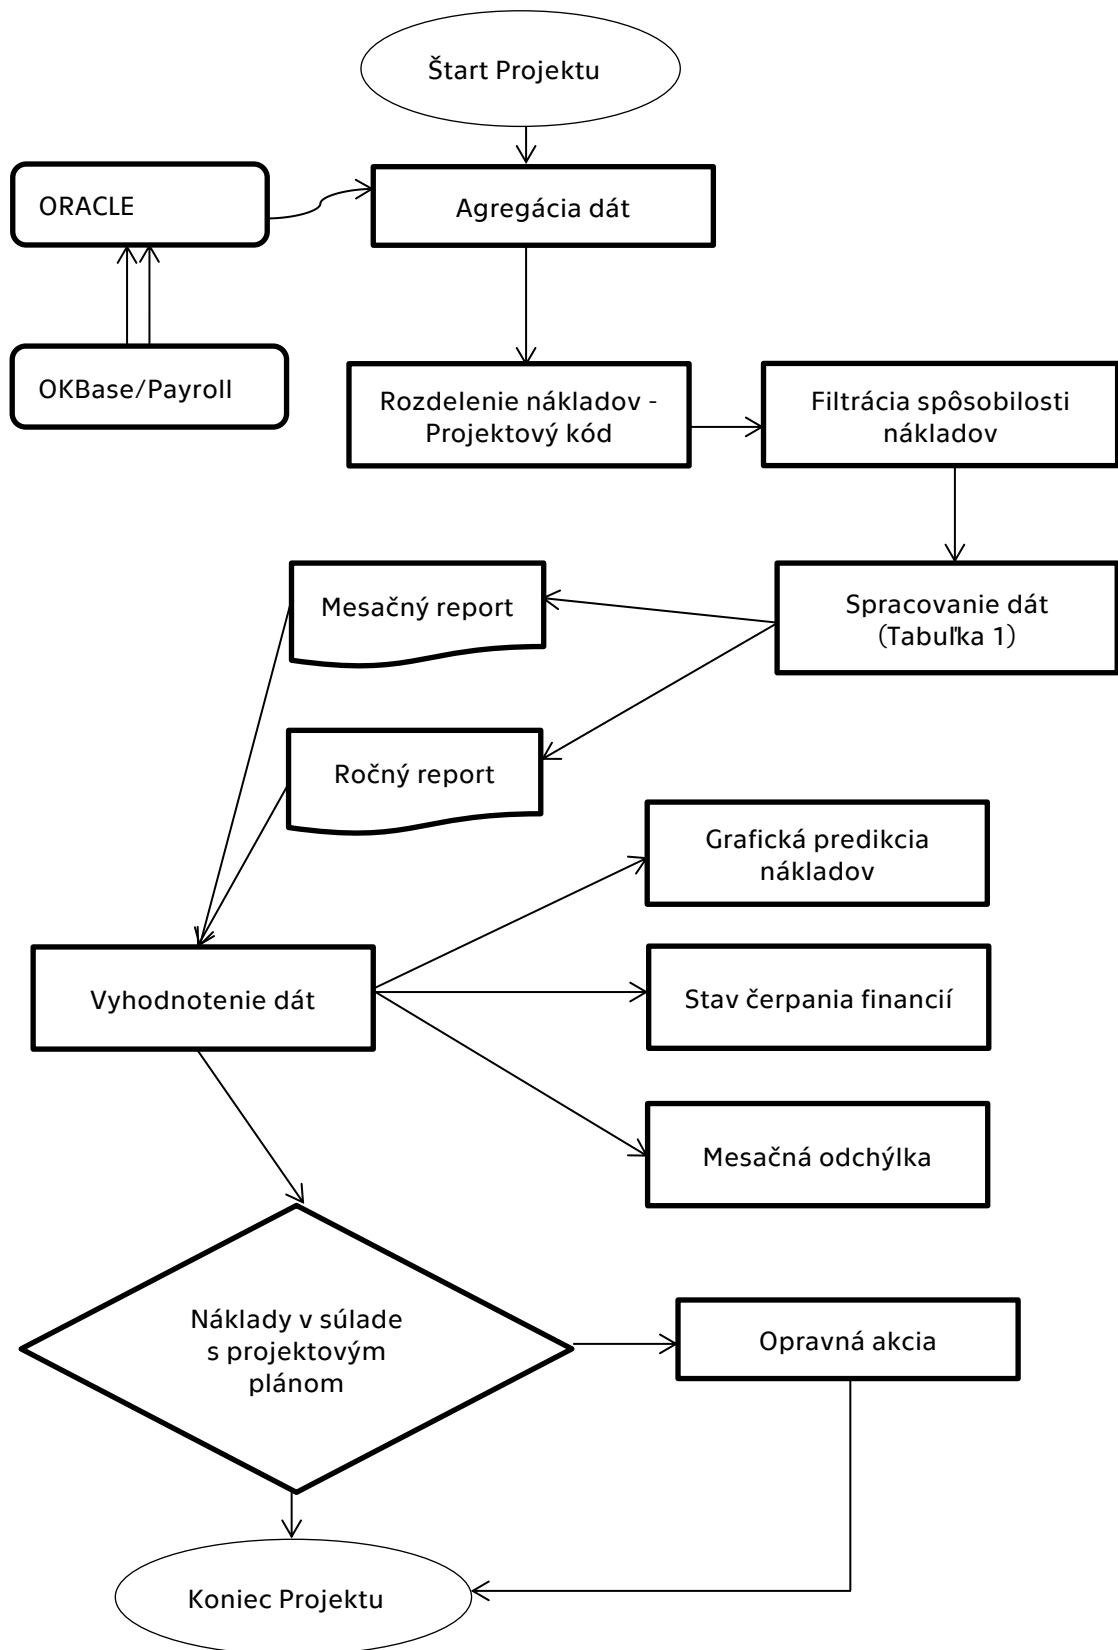 Štart Projektu
ORACLE
Agregácia dát
OKBase/Payroll
Rozdelenie nákladov -
Projektový kód
Filtrácia spôsobilosti
nákladov
Mesačný report
Spracovanie dát
(Tabuľka 1)
Ročný report
Grafická predikcia
nákladov
Vyhodnotenie dát
Stav čerpania financií
Mesačná odchýlka
Náklady v súlade
s projektovým
plánom
Opravná akcia
Koniec Projektu